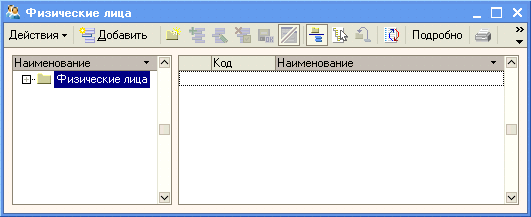 Физические лица
Действия Добавить Подробно
Наименование Код Наименование
Физические лица